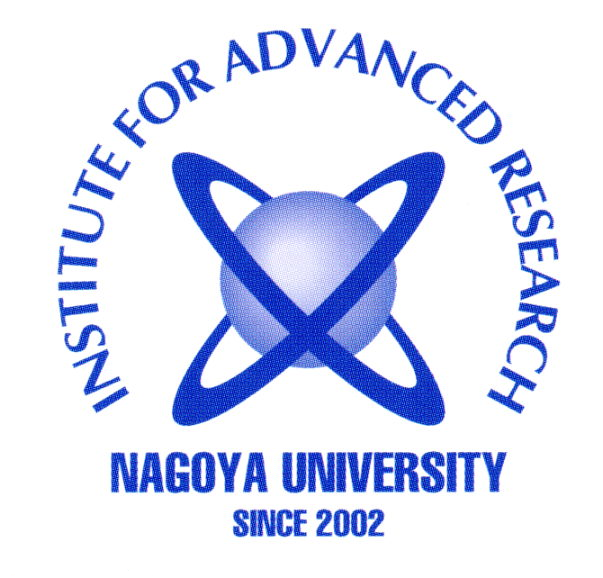 INSTITUTE FOR ADVANCED RESEARCH
NAGOYA UNIVERSITY
SINCE 2002